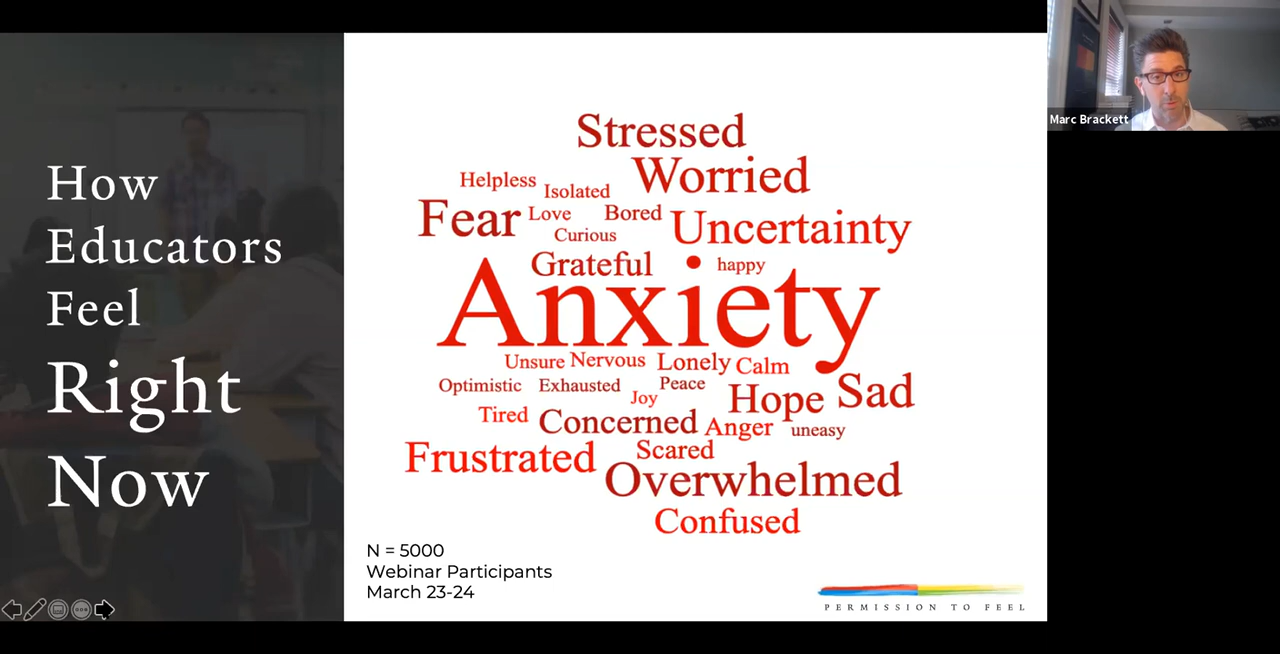 How
Educators
Feel
Right
Now
Stressed
Worried
Helpless Isolated
Fear Love Bored Uncertainty
Curious
Grateful happy
Anxiety
Unsure Nervous Lonely Calm
Optimistic Exhausted Peace
Joy Hope Sad
Tired Concerned Anger uneasy
Frustrated Scared
Overwhelmed
Confused
N = 5000
Webinar Participants
March 23-24
PERMISSION TO FEEL
Marc Brackett